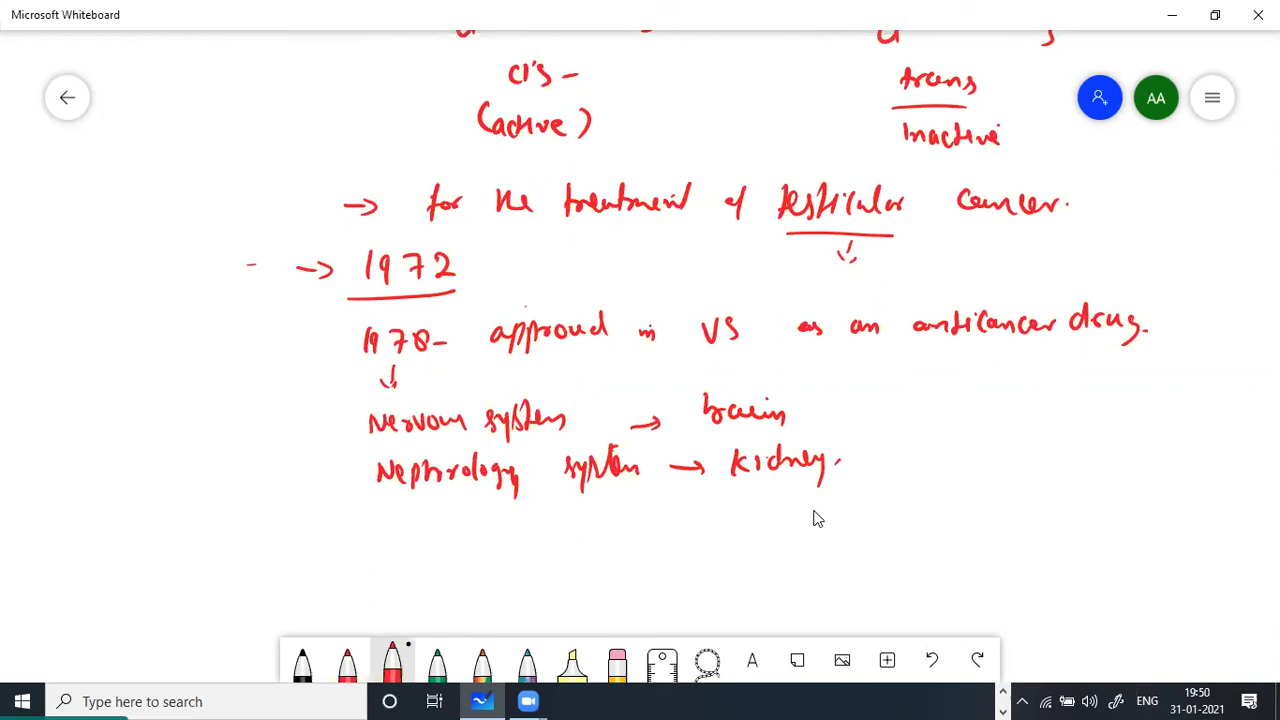 Microsoft Whiteboard
cis -
(active)
trans
Inactive
AA
→ for the treatment of testicular cancer.
→ 1972
1978- approved in US as an anticancer drug.
Nervous system → brain
Nephrology system → kidney.
A
Type here to search
ENG
19:50
31-01-2021